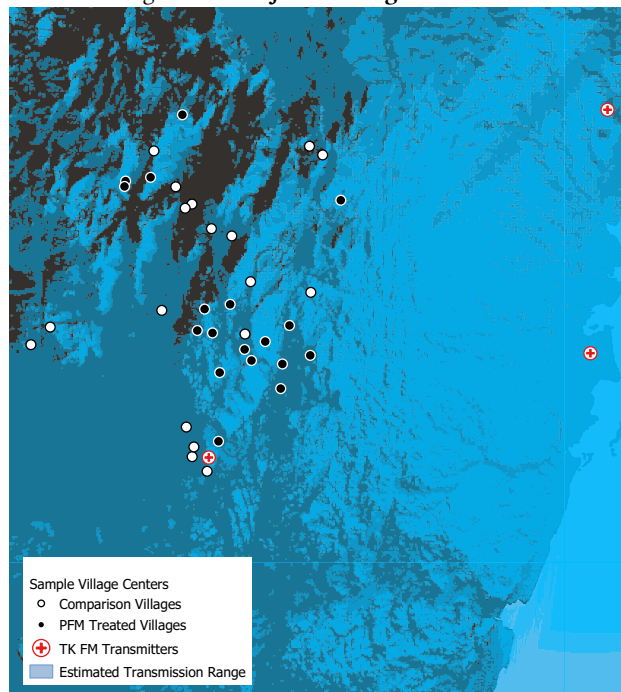 Sample Village Centers
Comparison Villages
PFM Treated Villages
TK FM Transmitters
Estimated Transmission Range